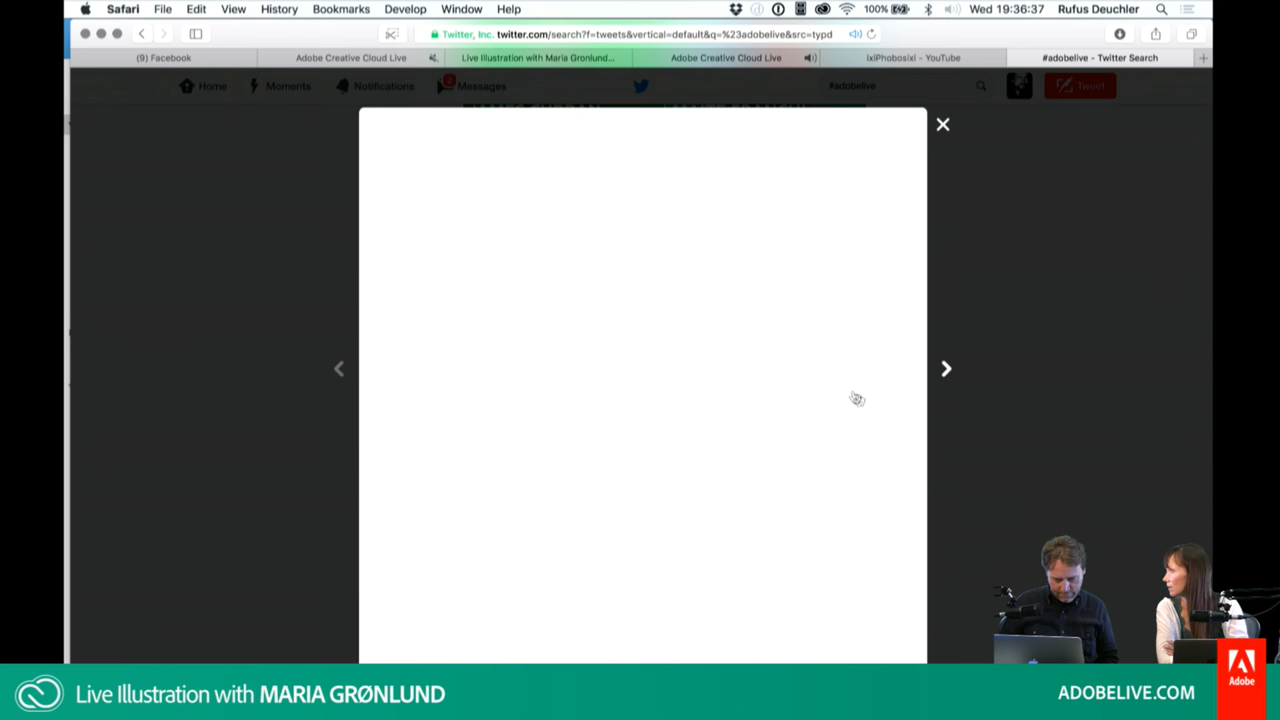 Safari File Edit View History Bookmarks Develop Window Help 100% Wed 19:36:37 Rufus Deuchler
Twitter, Inc. twitter.com/search?f=tweets&vertical=default&q=%23adobelive&src=typd
(9) Facebook Adobe Creative Cloud Live Live Illustration with Maria Gronlund... Adobe Creative Cloud Live IxIPhobosIxI - YouTube #adobelive - Twitter Search
Home Moments Notifications 2 Messages #adobelive Tweet
Live Illustration with MARIA GRØNLUND
ADOBELIVE.COM
Adobe